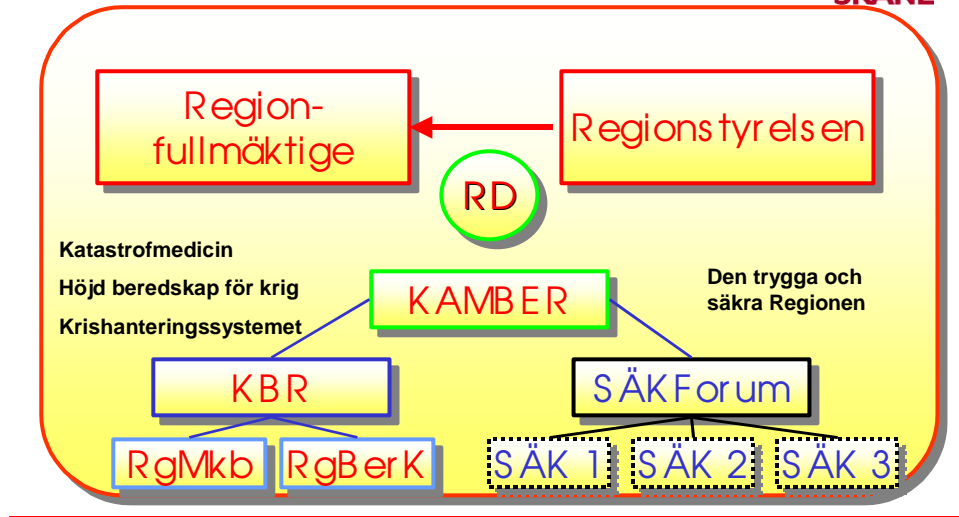 SKÅNE
Region-
fullmäktige
Regionstyrelsen
RD
Katastrofmedicin
Höjd beredskap för krig
Krishanteringssystemet
KAMBER
Den trygga och
säkra Regionen
KBR
SÄKForum
RgMkb
RgBerK
SÄK 1
SÄK 2
SÄK 3